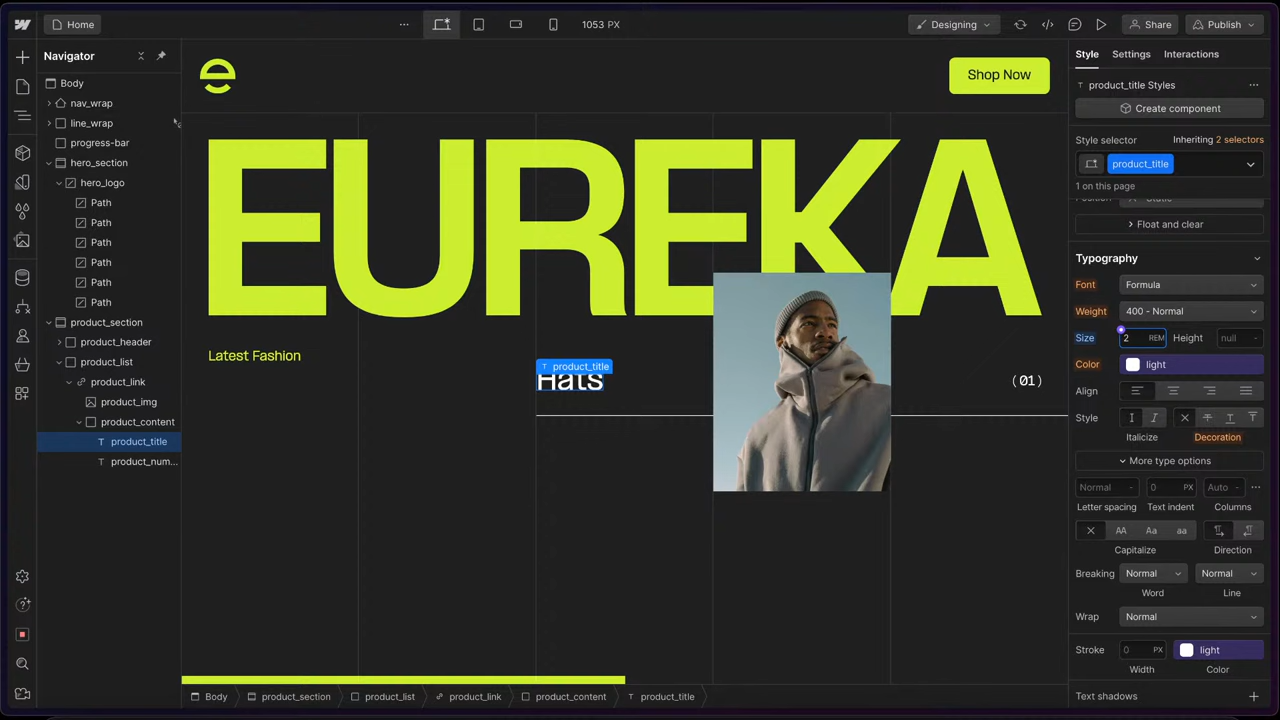 Home
1053 PX
Designing
Share
Publish
Navigator
Body
nav_wrap
line_wrap
progress-bar
hero_section
hero_logo
Path
Path
Path
Path
Path
Path
product_section
product_header
product_list
product_link
product_img
product_content
product_title
product_num...
Shop Now
EUREKA
Latest Fashion
product_title
Hats
(01)
Body
product_section
product_list
product_link
product_content
product_title
Style
Settings
Interactions
product_title Styles
Create component
Style selector
Inheriting 2 selectors
product_title
1 on this page
Position
Static
Float and clear
Typography
Font
Formula
Weight
400 - Normal
Size
2
REM
Height
null
-
Color
light
Align
Style
Italicize
Decoration
More type options
Normal -
0 PX
Auto -
Letter spacing
Text indent
Columns
AA
Aa
aa
Capitalize
Direction
Breaking
Normal
Normal
Word
Line
Wrap
Normal
Stroke
0 PX
light
Width
Color
Text shadows